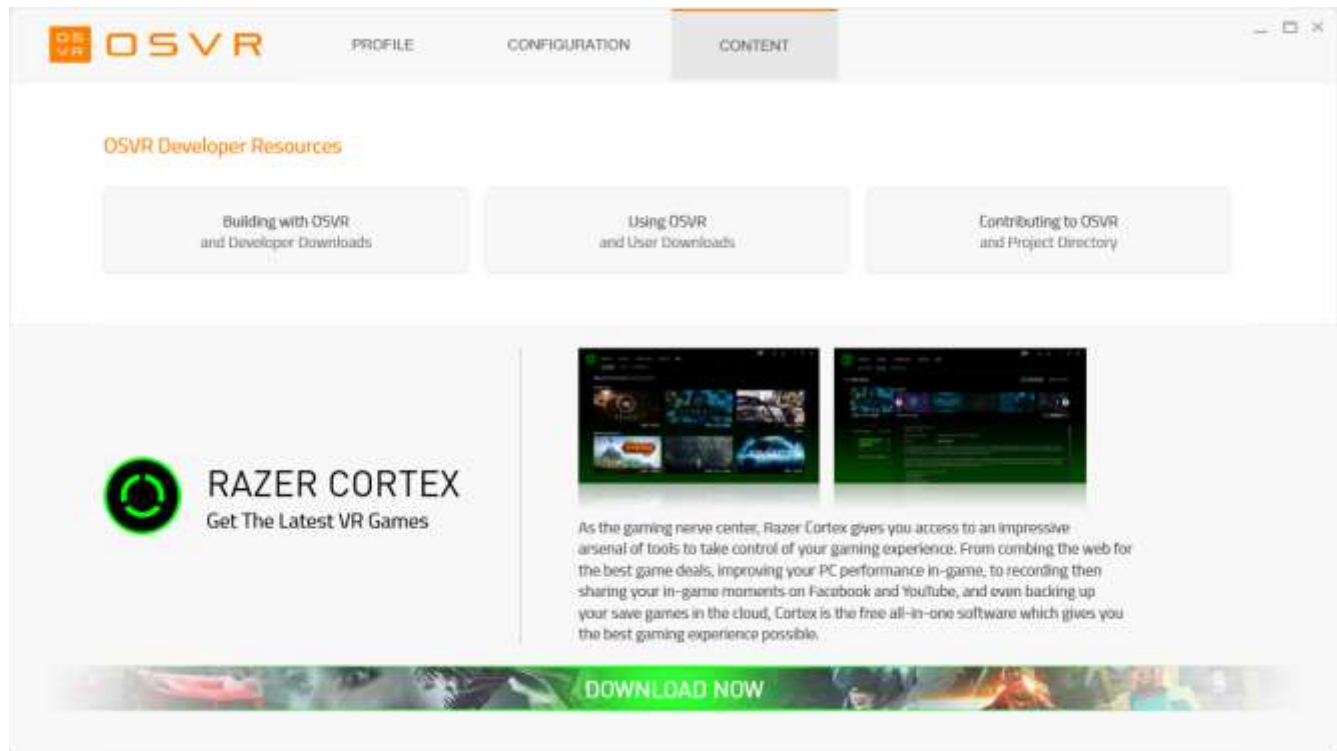 OS
VR
OSVR
PROFILE
CONFIGURATION
CONTENT
OSVR Developer Resources
Building with OSVR
and Developer Downloads
Using OSVR
and User Downloads
Contributing to OSVR
and Project Directory
RAZER CORTEX
Get The Latest VR Games
As the gaming nerve center, Razer Cortex gives you access to an impressive
arsenal of tools to take control of your gaming experience. From combing the web for
the best game deals, improving your PC performance in-game, to recording then
sharing your in-game moments on Facebook and YouTube, and even backing up
your save games in the cloud, Cortex is the free all-in-one software which gives you
the best gaming experience possible.
DOWNLOAD NOW